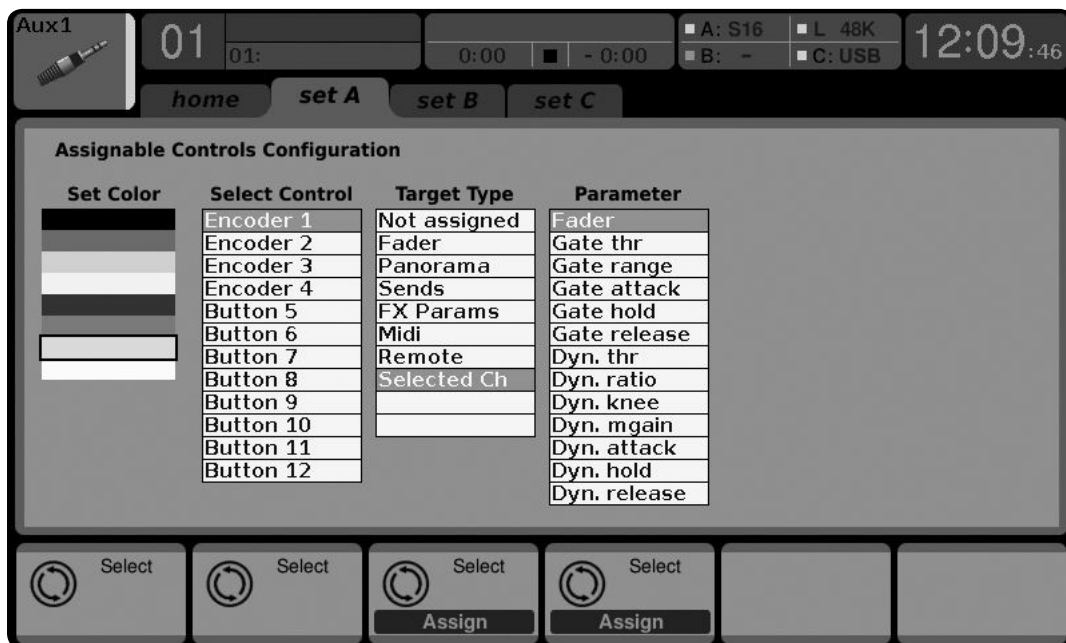 Aux1
01
01:
0:00
- 0:00
A: S16
B: -
L 48K
C: USB
12:09:46
home
set A
set B
set C
Assignable Controls Configuration
Set Color
Select Control
Target Type
Parameter
Encoder 1
Encoder 2
Encoder 3
Encoder 4
Button 5
Button 6
Button 7
Button 8
Button 9
Button 10
Button 11
Button 12
Not assigned
Fader
Panorama
Sends
FX Params
Midi
Remote
Selected Ch
Fader
Gate thr
Gate range
Gate attack
Gate hold
Gate release
Dyn. thr
Dyn. ratio
Dyn. knee
Dyn. mgain
Dyn. attack
Dyn. hold
Dyn. release
Select
Select
Select
Assign
Select
Assign